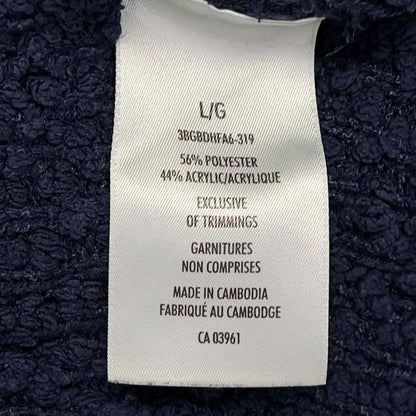 L/G
3BGBDHFA6-319
56% POLYESTER
44% ACRYLIC/ACRYLIQUE
EXCLUSIVE
OF TRIMMINGS
GARNITURES
NON COMPRISES
MADE IN CAMBODIA
FABRIQUÉ AU CAMBODGE
CA 03961